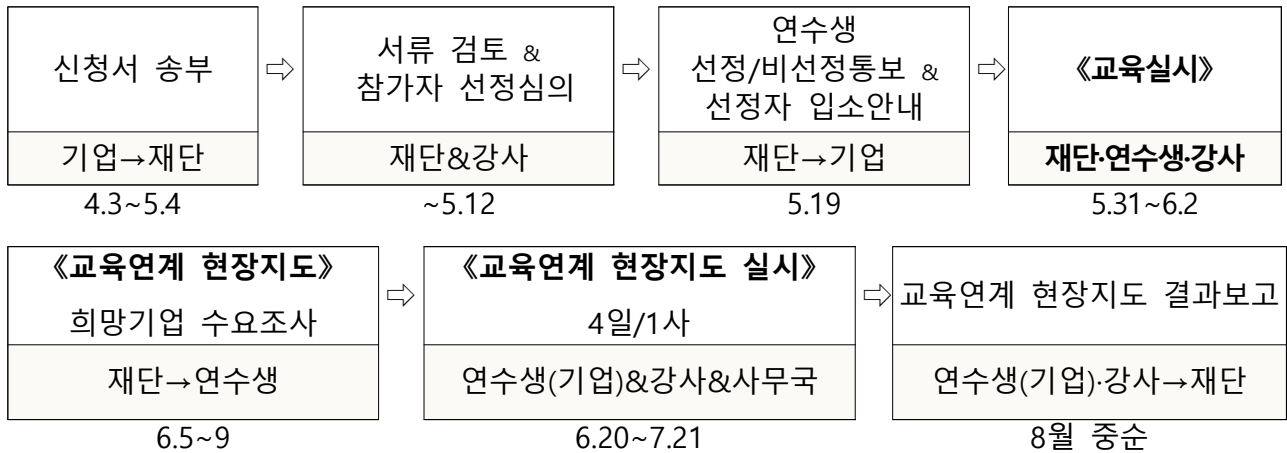 신청서 송부
⇨
서류 검토 &
참가자 선정심의
⇨
연수생
선정/비선정통보 &
선정자 입소안내
⇨
《교육실시》
기업→재단
재단&강사
재단→기업
재단·연수생·강사
4.3~5.4
~5.12
5.19
5.31~6.2
《교육연계 현장지도》
희망기업 수요조사
⇨
《교육연계 현장지도 실시》
4일/1사
⇨
교육연계 현장지도 결과보고
재단→연수생
연수생(기업)&강사&사무국
연수생(기업)·강사→재단
6.5~9
6.20~7.21
8월 중순